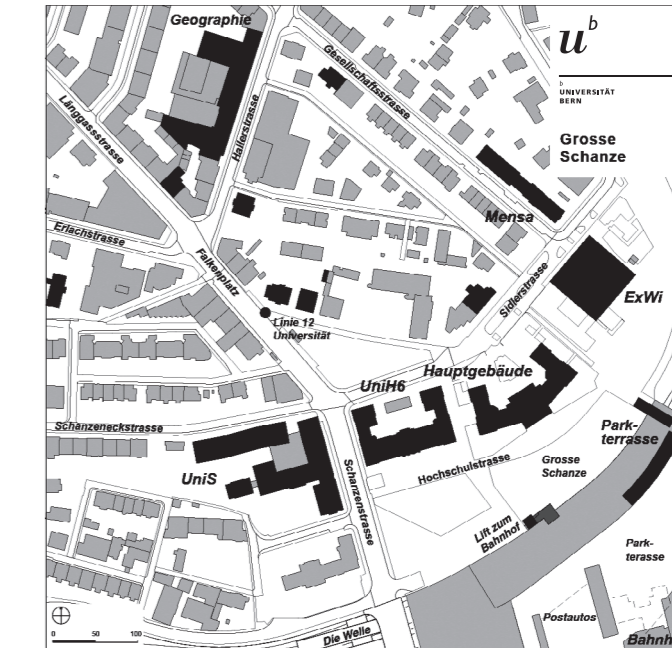 Geographie
u^b
b
UNIVERSITÄT
BERN
Grosse
Schanze
Gesellschaftsstrasse
Länggassstrasse
Hallerstrasse
Mensa
Erlachstrasse
Falkenplatz
Sidlerstrasse
ExWi
Linie 12
Universität
Hauptgebäude
UniH6
Schanzeneckstrasse
Park-
terrasse
UniS
Schanzenstrasse
Hochschulstrasse
Grosse
Schanze
Lift zum
Bahnhof
Park-
terasse
Postautos
Die Welle
Bahnh
0 50 100